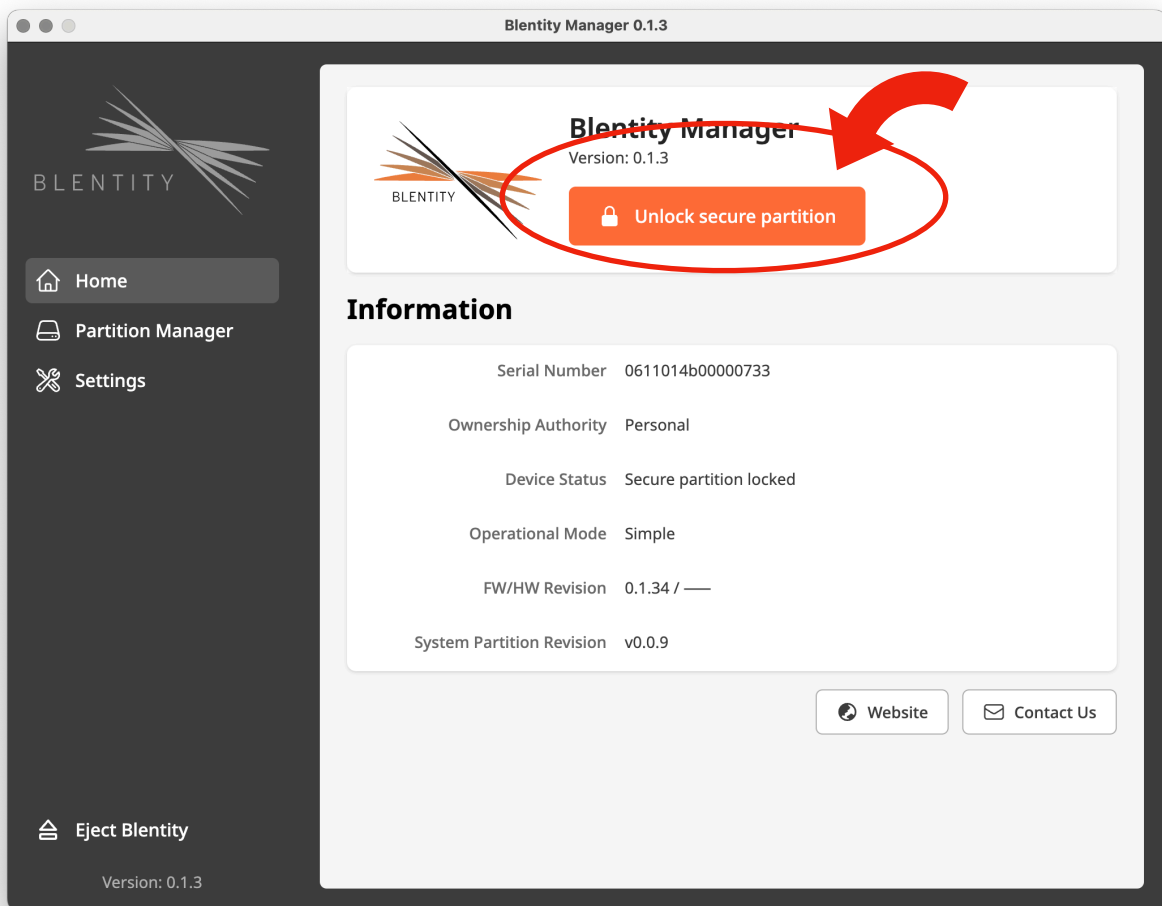 Blentity Manager 0.1.3
BLENTITY
Home
Partition Manager
Settings
Eject Blentity
Version: 0.1.3
BLENTITY
Blentity Manager
Version: 0.1.3
Unlock secure partition
Information
Serial Number 0611014b00000733
Ownership Authority Personal
Device Status Secure partition locked
Operational Mode Simple
FW/HW Revision 0.1.34 / ——
System Partition Revision v0.0.9
Website
Contact Us